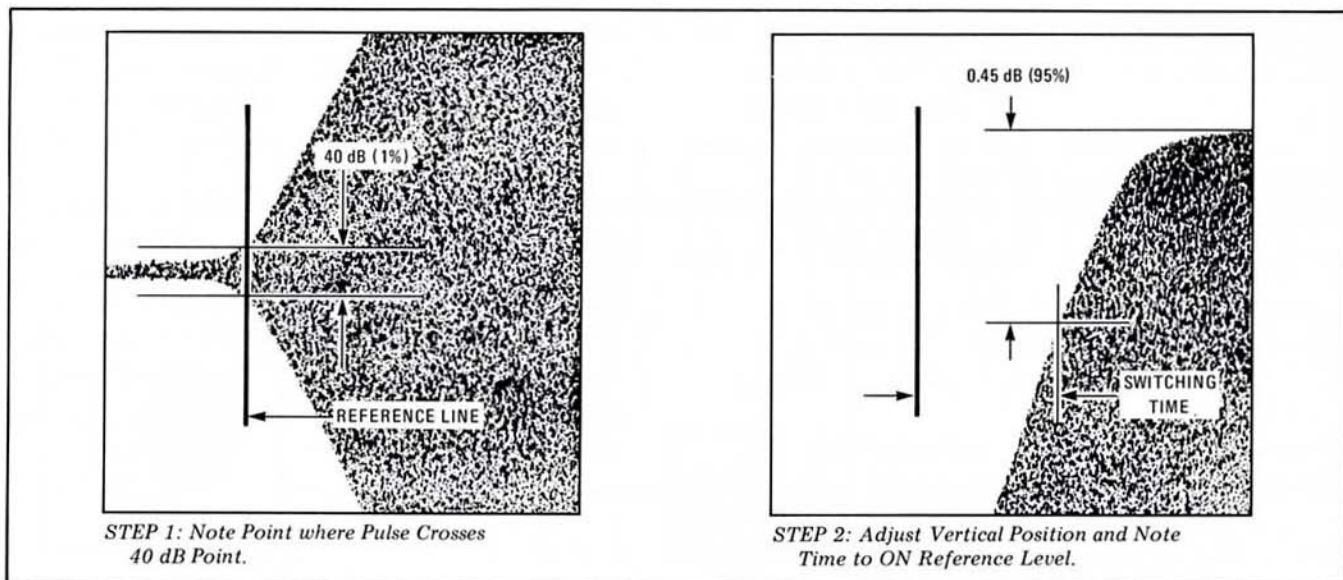 40 dB (1%)
REFERENCE LINE
STEP 1: Note Point where Pulse Crosses
40 dB Point.
0.45 dB (95%)
SWITCHING
TIME
STEP 2: Adjust Vertical Position and Note
Time to ON Reference Level.